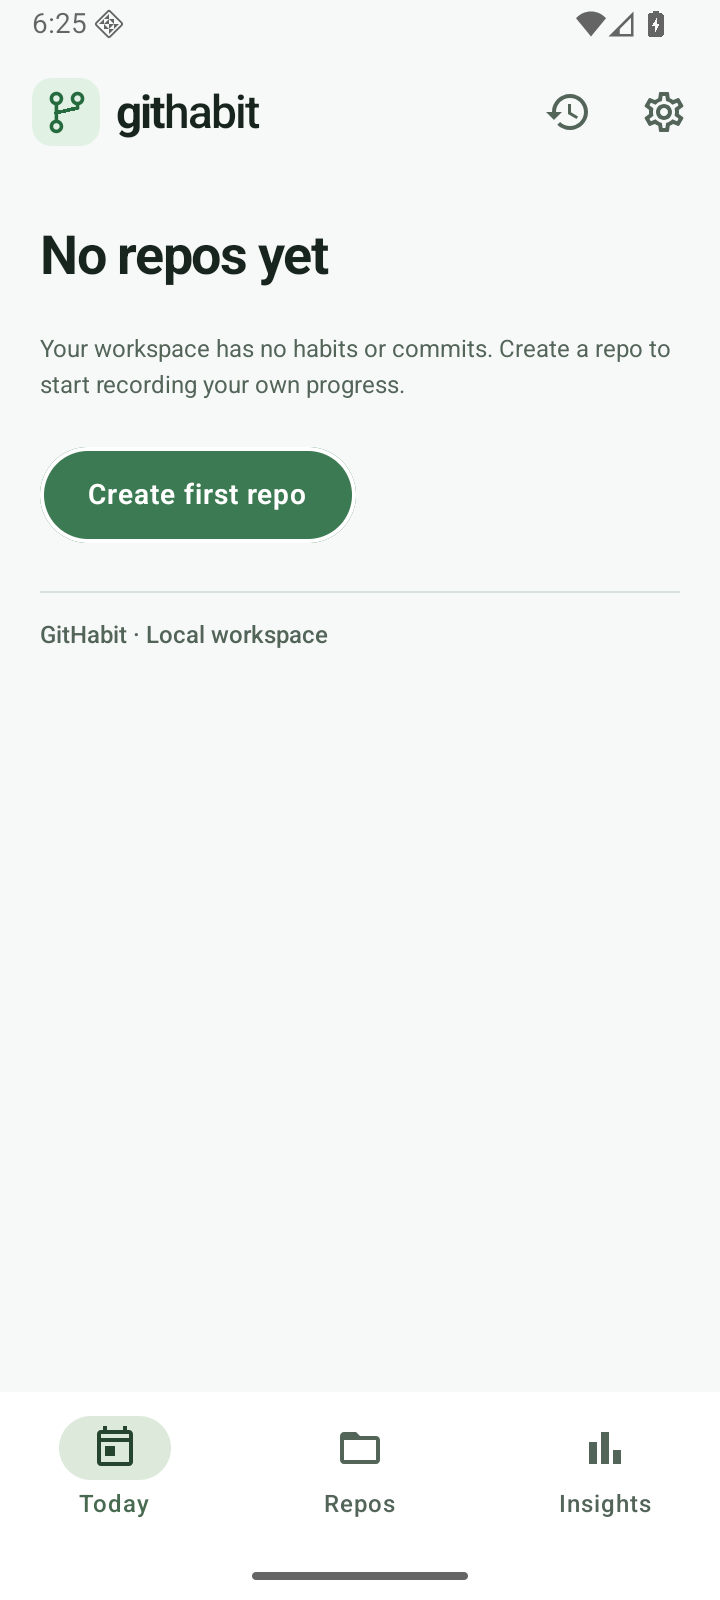 6:25
githabit
No repos yet
Your workspace has no habits or commits. Create a repo to
start recording your own progress.
Create first repo
GitHabit · Local workspace
Today
Repos
Insights